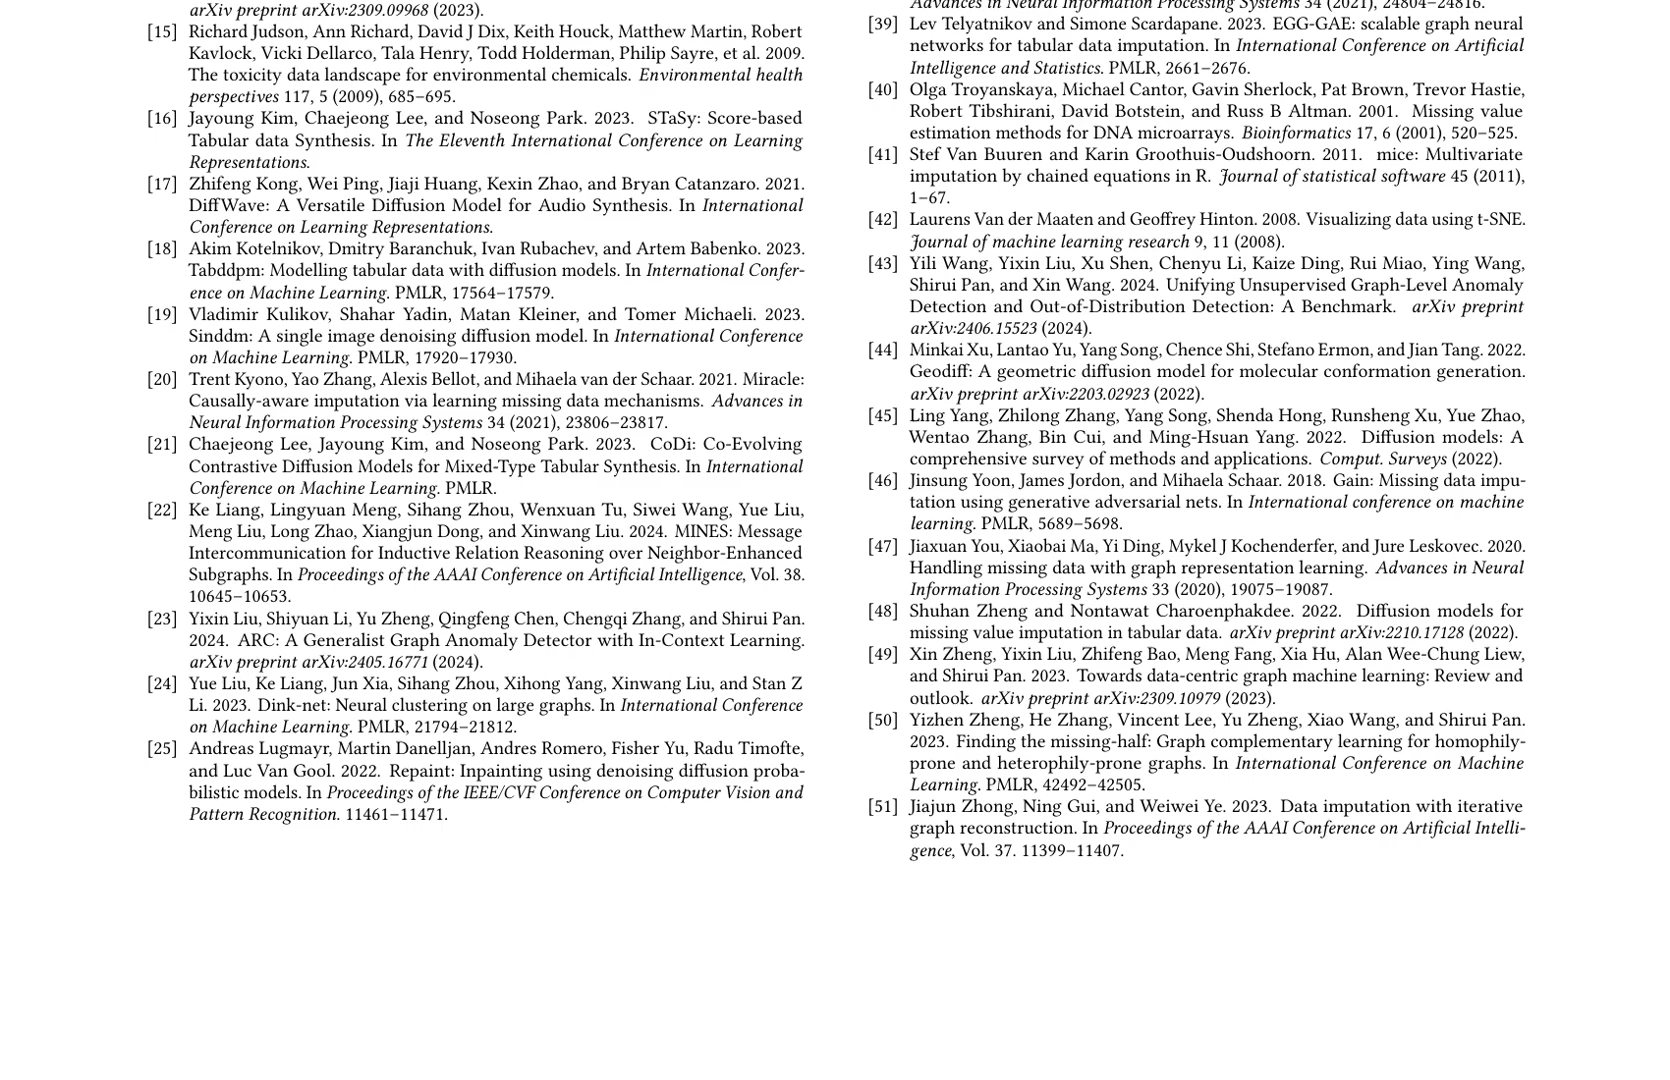 arXiv preprint arXiv:2309.09968 (2023).
[15] Richard Judson, Ann Richard, David J Dix, Keith Houck, Matthew Martin, Robert
Kavlock, Vicki Dellarco, Tala Henry, Todd Holderman, Philip Sayre, et al. 2009.
The toxicity data landscape for environmental chemicals. Environmental health
perspectives 117, 5 (2009), 685–695.
[16] Jayoung Kim, Chaejeong Lee, and Noseong Park. 2023. STaSy: Score-based
Tabular data Synthesis. In The Eleventh International Conference on Learning
Representations.
[17] Zhifeng Kong, Wei Ping, Jiaji Huang, Kexin Zhao, and Bryan Catanzaro. 2021.
DiffWave: A Versatile Diffusion Model for Audio Synthesis. In International
Conference on Learning Representations.
[18] Akim Kotelnikov, Dmitry Baranchuk, Ivan Rubachev, and Artem Babenko. 2023.
Tabddpm: Modelling tabular data with diffusion models. In International Confer-
ence on Machine Learning. PMLR, 17564–17579.
[19] Vladimir Kulikov, Shahar Yadin, Matan Kleiner, and Tomer Michaeli. 2023.
Sinddm: A single image denoising diffusion model. In International Conference
on Machine Learning. PMLR, 17920–17930.
[20] Trent Kyono, Yao Zhang, Alexis Bellot, and Mihaela van der Schaar. 2021. Miracle:
Causally-aware imputation via learning missing data mechanisms. Advances in
Neural Information Processing Systems 34 (2021), 23806–23817.
[21] Chaejeong Lee, Jayoung Kim, and Noseong Park. 2023. CoDi: Co-Evolving
Contrastive Diffusion Models for Mixed-Type Tabular Synthesis. In International
Conference on Machine Learning. PMLR.
[22] Ke Liang, Lingyuan Meng, Sihang Zhou, Wenxuan Tu, Siwei Wang, Yue Liu,
Meng Liu, Long Zhao, Xiangjun Dong, and Xinwang Liu. 2024. MINES: Message
Intercommunication for Inductive Relation Reasoning over Neighbor-Enhanced
Subgraphs. In Proceedings of the AAAI Conference on Artificial Intelligence, Vol. 38.
10645–10653.
[23] Yixin Liu, Shiyuan Li, Yu Zheng, Qingfeng Chen, Chengqi Zhang, and Shirui Pan.
2024. ARC: A Generalist Graph Anomaly Detector with In-Context Learning.
arXiv preprint arXiv:2405.16771 (2024).
[24] Yue Liu, Ke Liang, Jun Xia, Sihang Zhou, Xihong Yang, Xinwang Liu, and Stan Z
Li. 2023. Dink-net: Neural clustering on large graphs. In International Conference
on Machine Learning. PMLR, 21794–21812.
[25] Andreas Lugmayr, Martin Danelljan, Andres Romero, Fisher Yu, Radu Timofte,
and Luc Van Gool. 2022. Repaint: Inpainting using denoising diffusion proba-
bilistic models. In Proceedings of the IEEE/CVF Conference on Computer Vision and
Pattern Recognition. 11461–11471.
Advances in Neural Information Processing Systems 34 (2021), 24804–24816.
[39] Lev Telyatnikov and Simone Scardapane. 2023. EGG-GAE: scalable graph neural
networks for tabular data imputation. In International Conference on Artificial
Intelligence and Statistics. PMLR, 2661–2676.
[40] Olga Troyanskaya, Michael Cantor, Gavin Sherlock, Pat Brown, Trevor Hastie,
Robert Tibshirani, David Botstein, and Russ B Altman. 2001. Missing value
estimation methods for DNA microarrays. Bioinformatics 17, 6 (2001), 520–525.
[41] Stef Van Buuren and Karin Groothuis-Oudshoorn. 2011. mice: Multivariate
imputation by chained equations in R. Journal of statistical software 45 (2011),
1–67.
[42] Laurens Van der Maaten and Geoffrey Hinton. 2008. Visualizing data using t-SNE.
Journal of machine learning research 9, 11 (2008).
[43] Yili Wang, Yixin Liu, Xu Shen, Chenyu Li, Kaize Ding, Rui Miao, Ying Wang,
Shirui Pan, and Xin Wang. 2024. Unifying Unsupervised Graph-Level Anomaly
Detection and Out-of-Distribution Detection: A Benchmark. arXiv preprint
arXiv:2406.15523 (2024).
[44] Minkai Xu, Lantao Yu, Yang Song, Chence Shi, Stefano Ermon, and Jian Tang. 2022.
Geodiff: A geometric diffusion model for molecular conformation generation.
arXiv preprint arXiv:2203.02923 (2022).
[45] Ling Yang, Zhilong Zhang, Yang Song, Shenda Hong, Runsheng Xu, Yue Zhao,
Wentao Zhang, Bin Cui, and Ming-Hsuan Yang. 2022. Diffusion models: A
comprehensive survey of methods and applications. Comput. Surveys (2022).
[46] Jinsung Yoon, James Jordon, and Mihaela Schaar. 2018. Gain: Missing data impu-
tation using generative adversarial nets. In International conference on machine
learning. PMLR, 5689–5698.
[47] Jiaxuan You, Xiaobai Ma, Yi Ding, Mykel J Kochenderfer, and Jure Leskovec. 2020.
Handling missing data with graph representation learning. Advances in Neural
Information Processing Systems 33 (2020), 19075–19087.
[48] Shuhan Zheng and Nontawat Charoenphakdee. 2022. Diffusion models for
missing value imputation in tabular data. arXiv preprint arXiv:2210.17128 (2022).
[49] Xin Zheng, Yixin Liu, Zhifeng Bao, Meng Fang, Xia Hu, Alan Wee-Chung Liew,
and Shirui Pan. 2023. Towards data-centric graph machine learning: Review and
outlook. arXiv preprint arXiv:2309.10979 (2023).
[50] Yizhen Zheng, He Zhang, Vincent Lee, Yu Zheng, Xiao Wang, and Shirui Pan.
2023. Finding the missing-half: Graph complementary learning for homophily-
prone and heterophily-prone graphs. In International Conference on Machine
Learning. PMLR, 42492–42505.
[51] Jiajun Zhong, Ning Gui, and Weiwei Ye. 2023. Data imputation with iterative
graph reconstruction. In Proceedings of the AAAI Conference on Artificial Intelli-
gence, Vol. 37. 11399–11407.